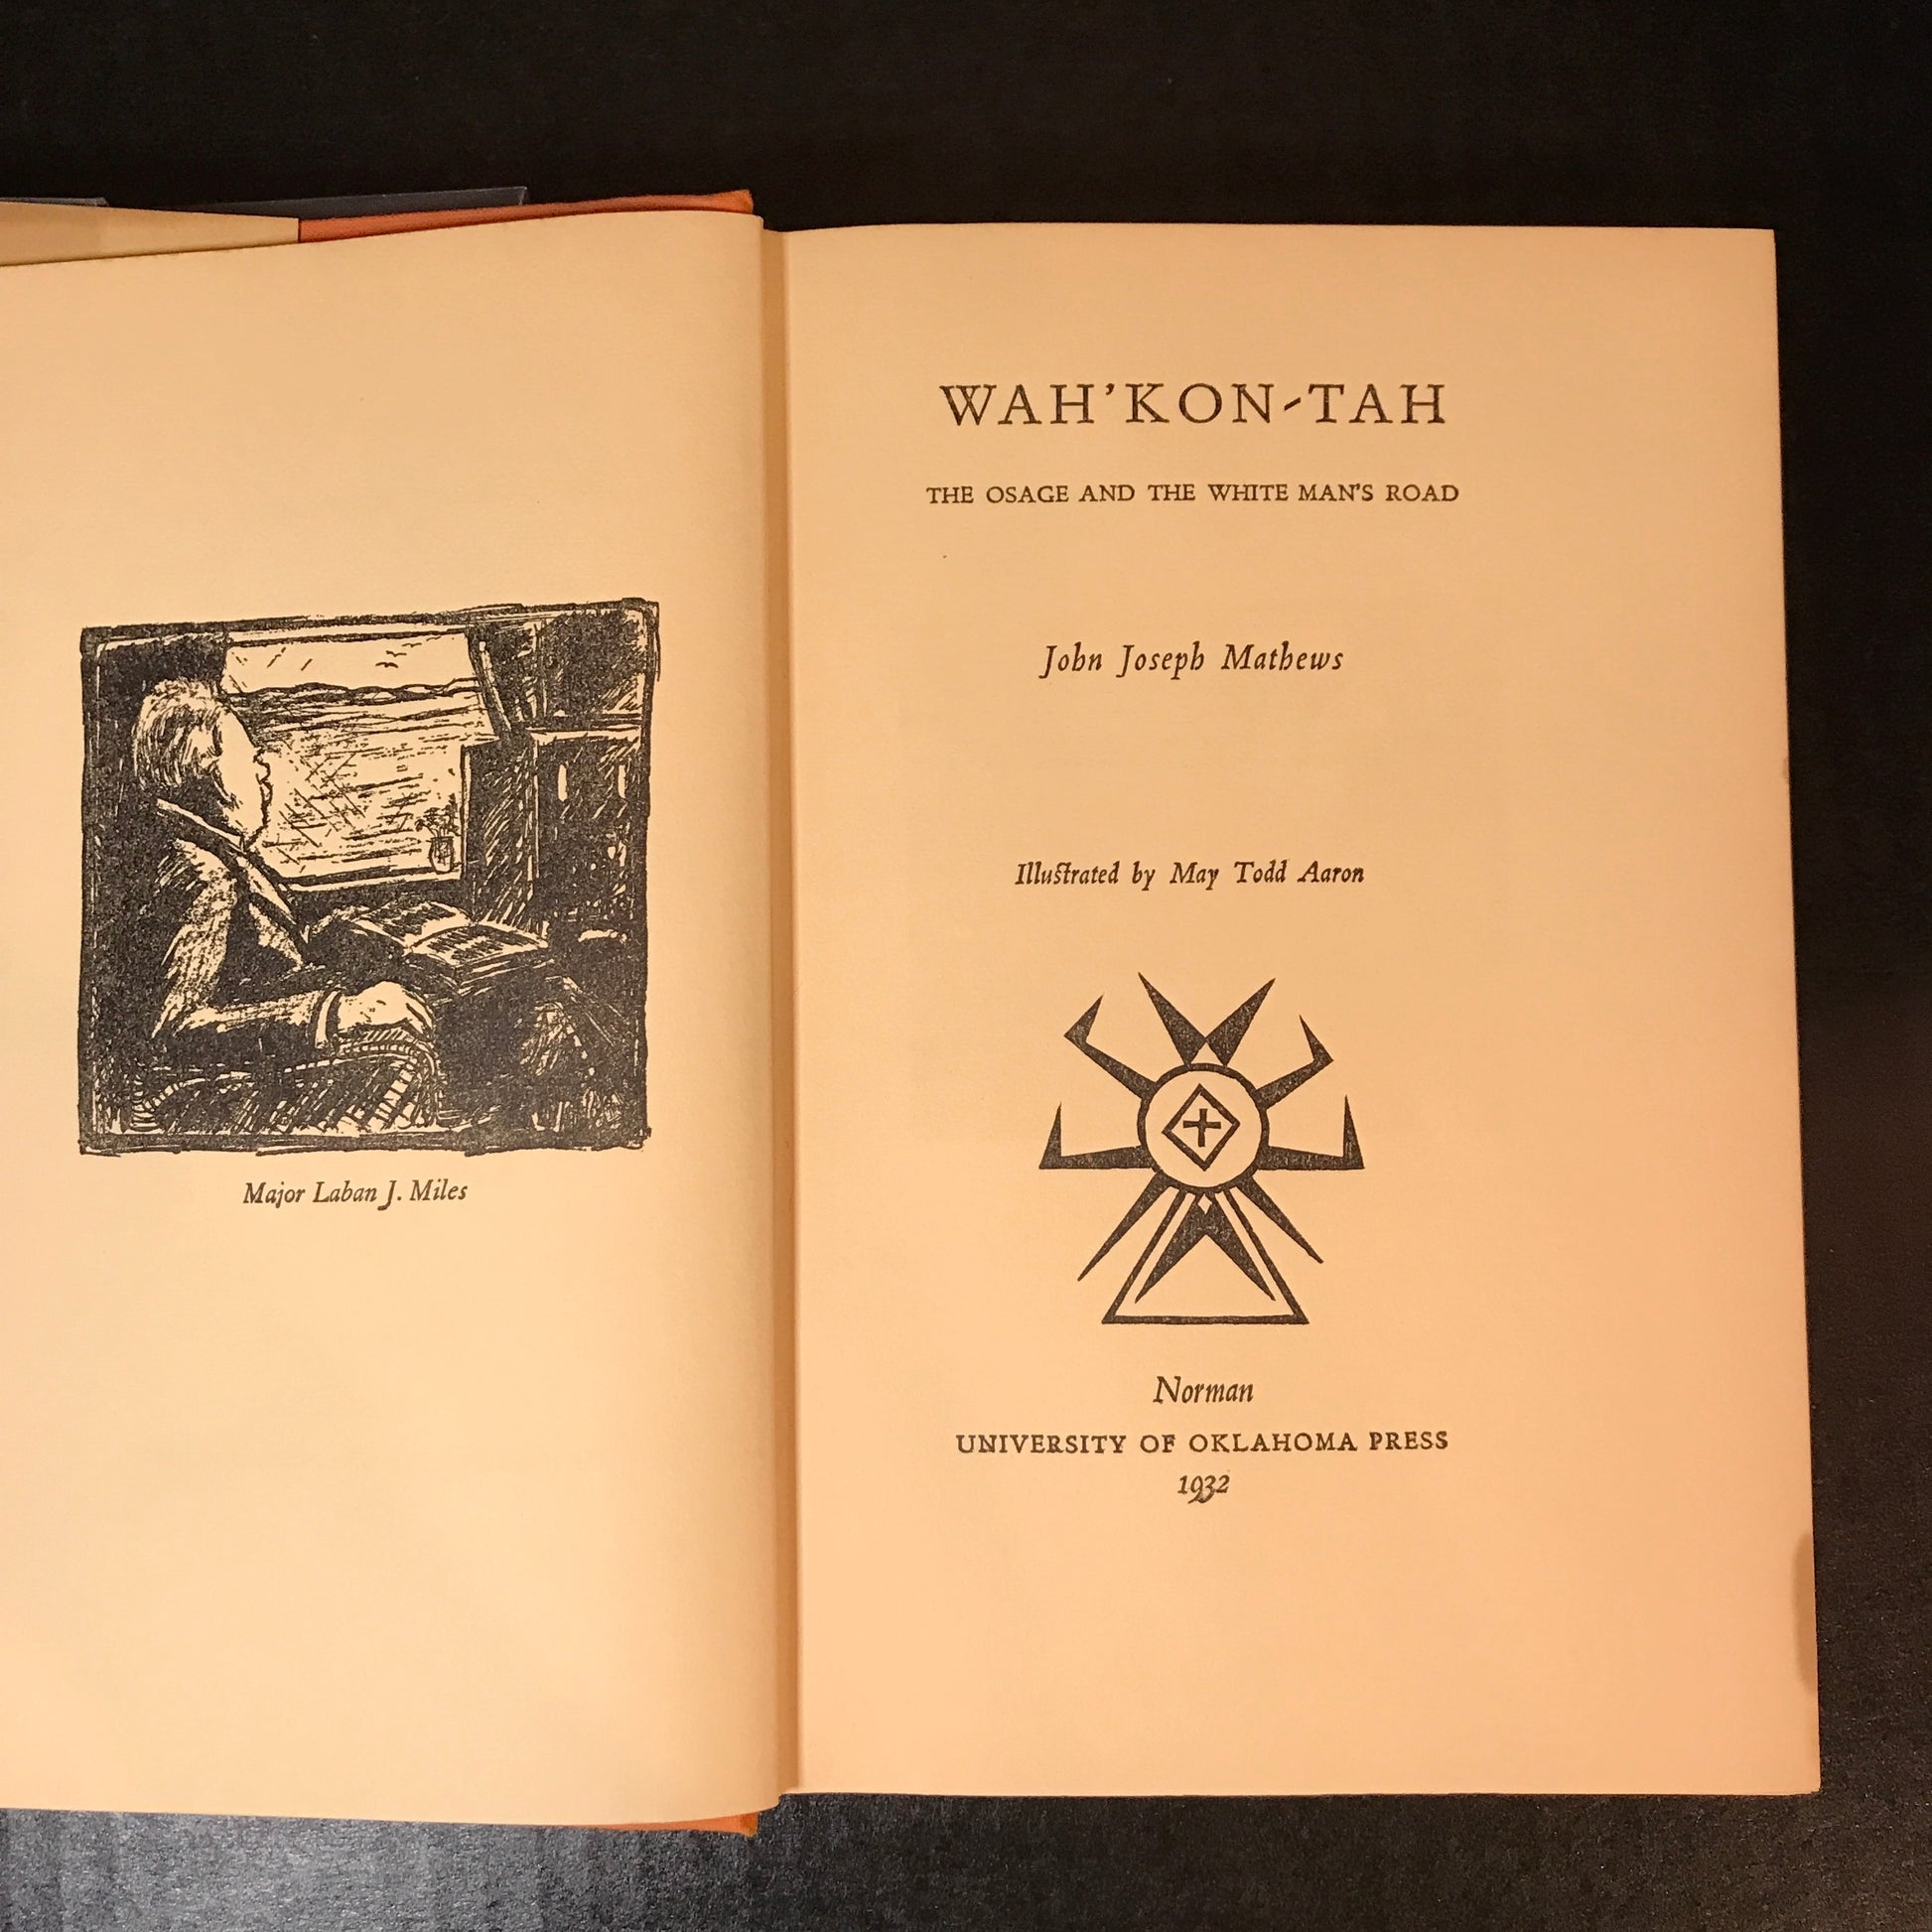 Major Laban J. Miles
WAH'KON-TAH
THE OSAGE AND THE WHITE MAN'S ROAD
John Joseph Mathews
Illustrated by May Todd Aaron
Norman
UNIVERSITY OF OKLAHOMA PRESS
1932